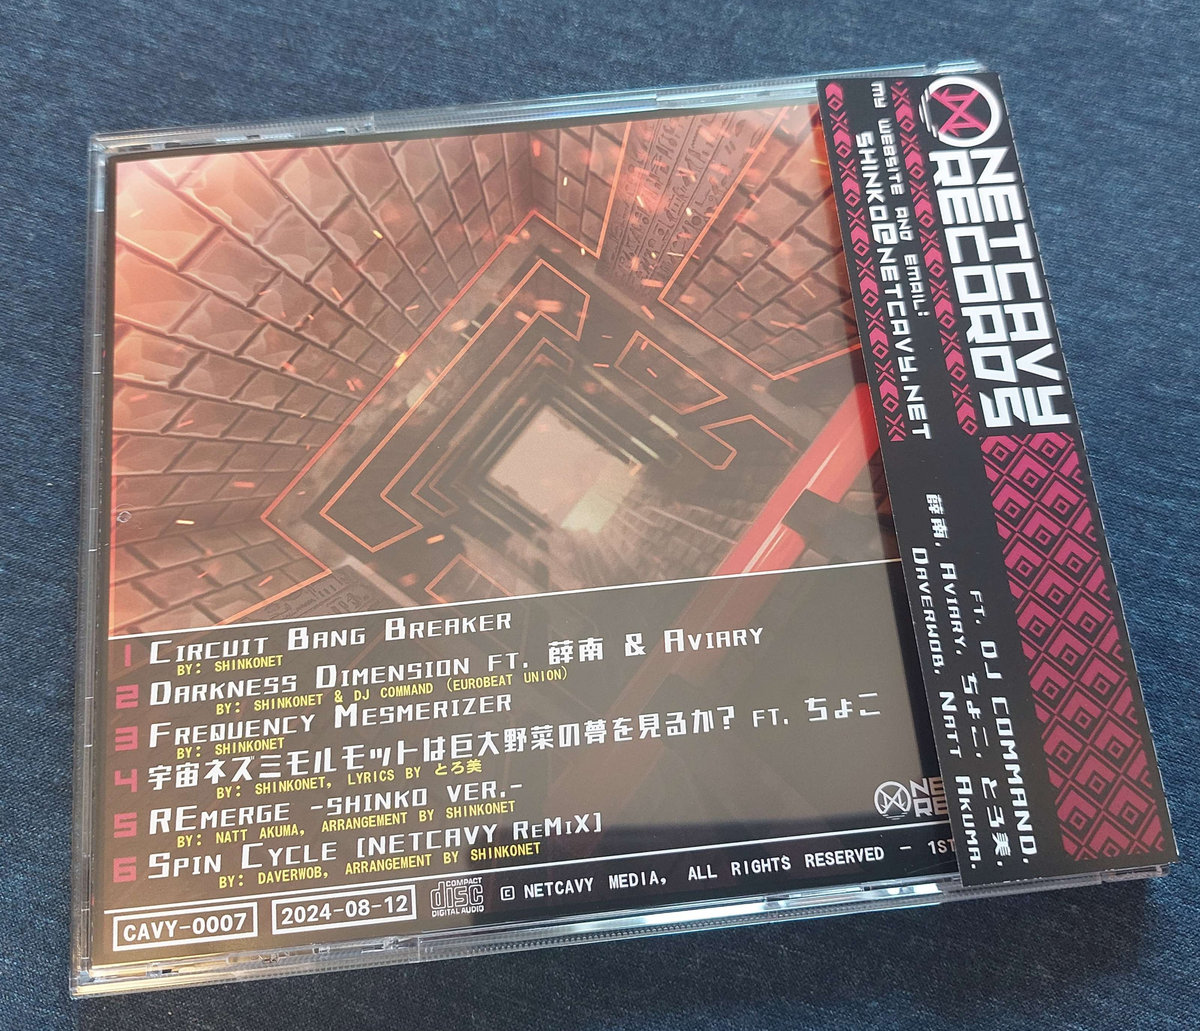 1 Circuit Bang Breaker
BY: SHINKONET
2 Darkness Dimension ft. 薛南 & Aviary
BY: SHINKONET & DJ COMMAND (EUROBEAT UNION)
3 Frequency Mesmerizer
BY: SHINKONET
4 宇宙ネズミモルモットは巨大野菜の夢を見るか? ft. ちょこ
BY: SHINKONET, LYRICS BY とろ美
5 REmerge -shinko ver.-
BY: NATT AKUMA, ARRANGEMENT BY SHINKONET
6 Spin Cycle [netcavy ReMiX]
BY: DAVERWOB, ARRANGEMENT BY SHINKONET
CAVY-0007
2024-08-12
COMPACT
disc
DIGITAL AUDIO
© NETCAVY MEDIA, ALL RIGHTS RESERVED - 1ST
NETCAVY
RECORDS
my website and email:
SHINKO@NETCAVY.NET
ft. DJ Command.
薛南. Aviary. ちょこ. とろ美.
Daverwob. Natt Akuma.
NE
RE